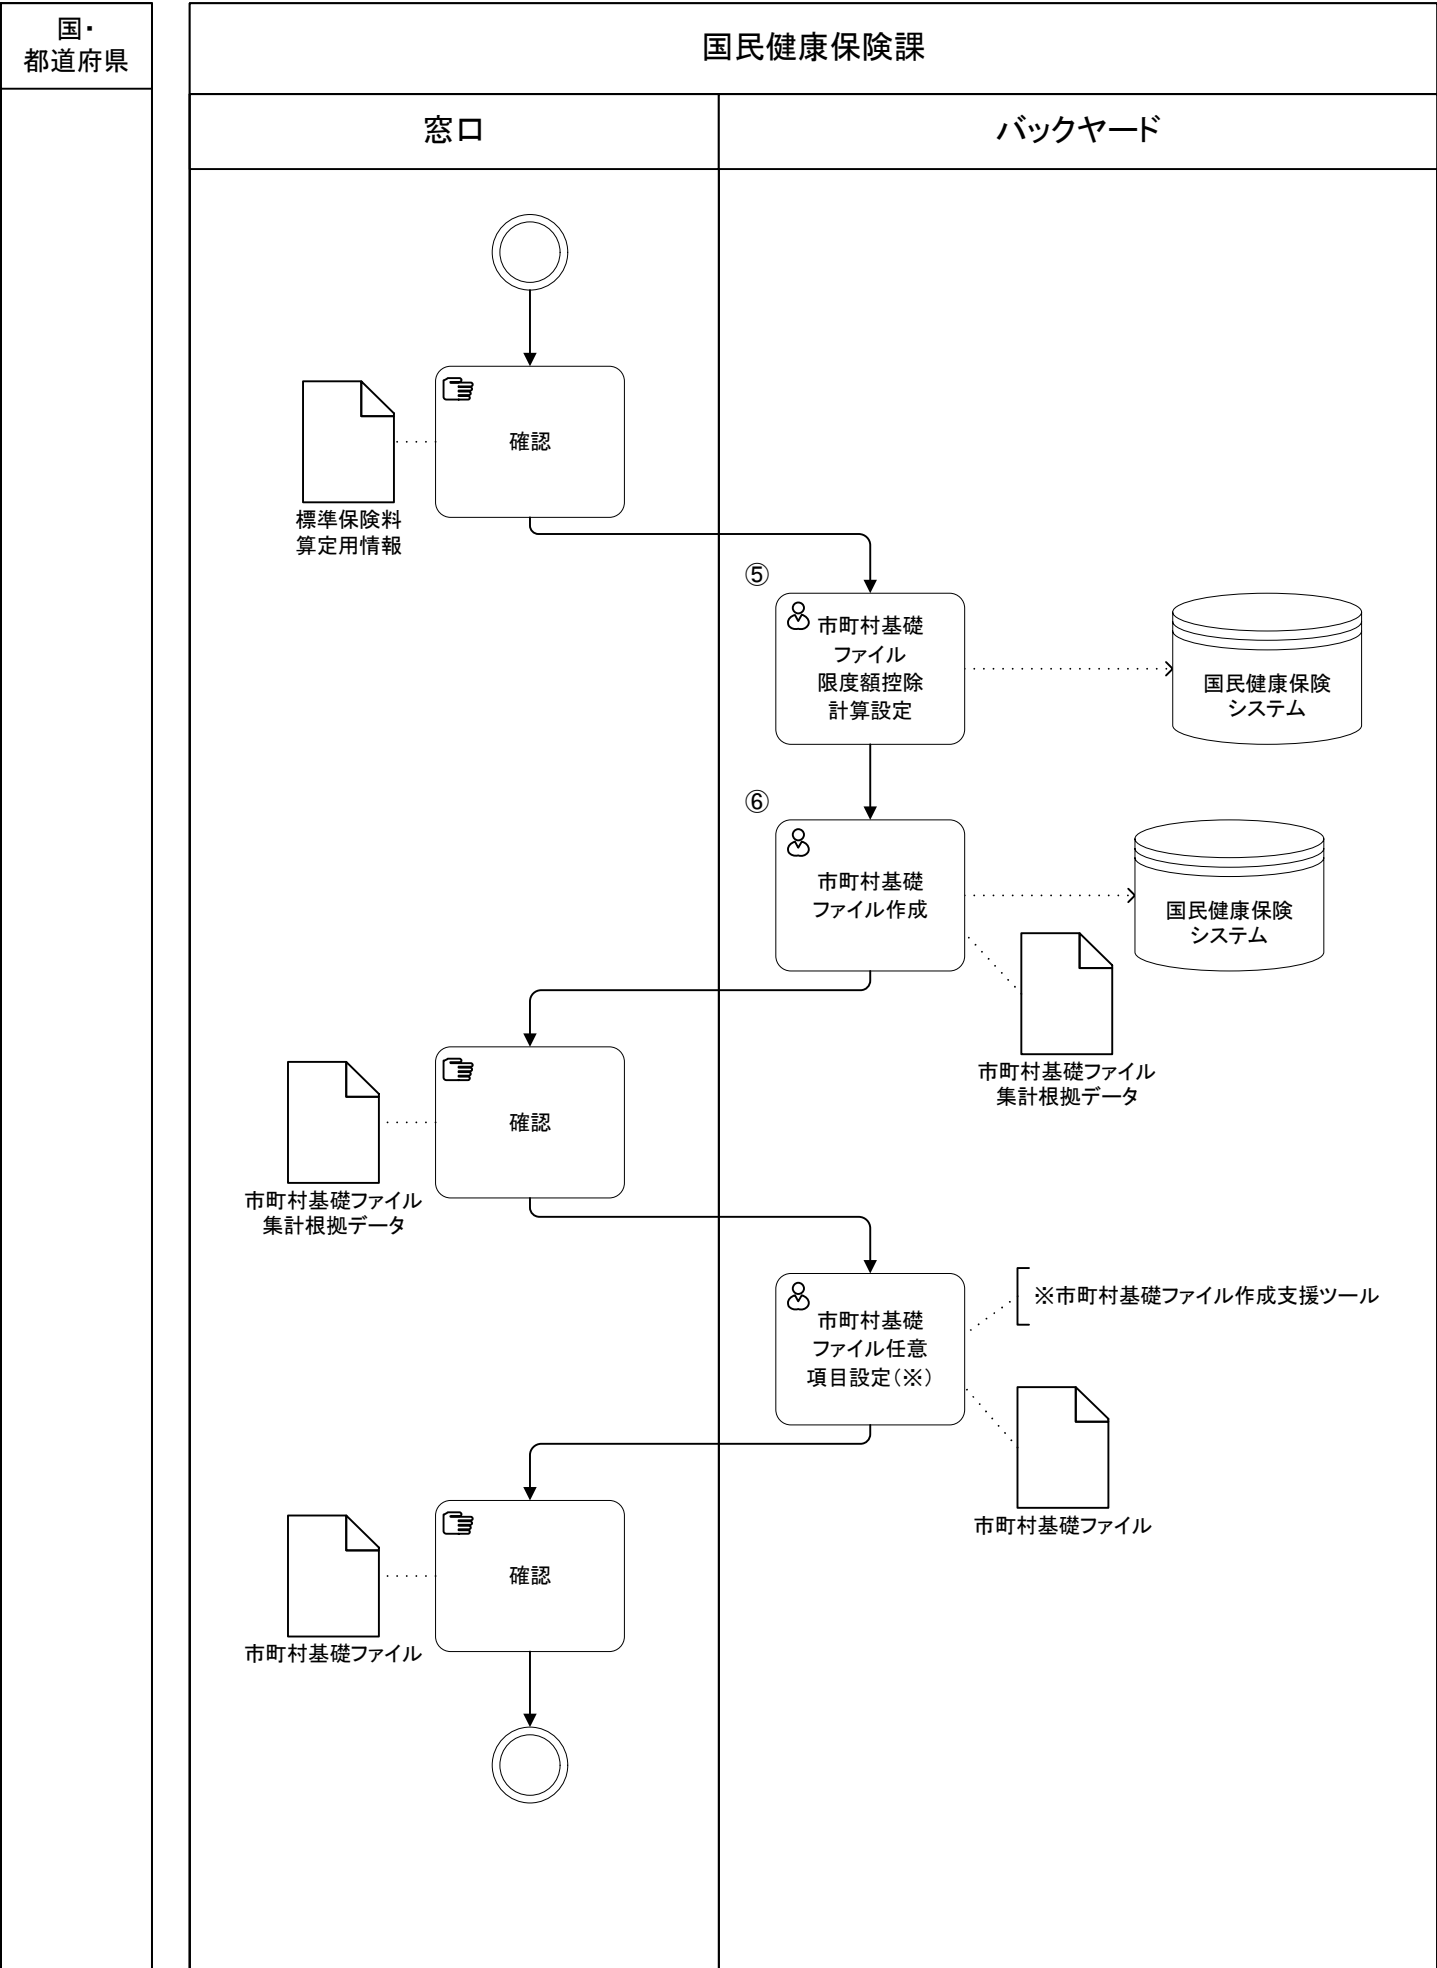 国・
都道府県
国民健康保険課
窓口
バックヤード
確認
標準保険料
算定用情報
⑤
市町村基礎
ファイル
限度額控除
計算設定
国民健康保険
システム
⑥
市町村基礎
ファイル作成
国民健康保険
システム
市町村基礎ファイル
集計根拠データ
確認
市町村基礎ファイル
集計根拠データ
市町村基礎
ファイル任意
項目設定(※)
※市町村基礎ファイル作成支援ツール
市町村基礎ファイル
確認
市町村基礎ファイル